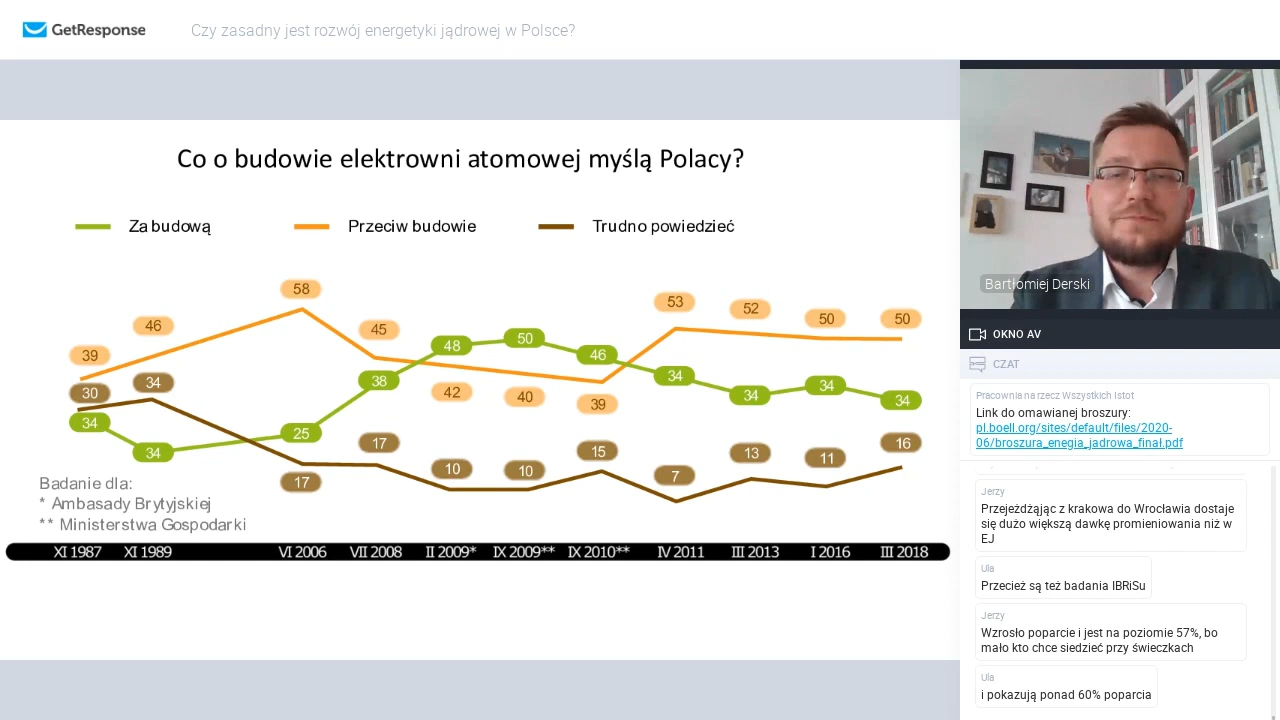 GetResponse
Czy zasadny jest rozwój energetyki jądrowej w Polsce?
Co o budowie elektrowni atomowej myślą Polacy?
Za budową
Przeciw budowie
Trudno powiedzieć
39 46 58 45 42 40 39 53 52 50 50
34 34 25 38 48 50 46 34 34 34 34
30 34 17 17 10 10 15 7 13 11 16
Badanie dla:
* Ambasady Brytyjskiej
** Ministerstwa Gospodarki
XI 1987 XI 1989 VI 2006 VII 2008 II 2009* IX 2009** IX 2010** IV 2011 III 2013 I 2016 III 2018
Bartłomiej Derski
OKNO AV
CZAT
Pracownia na rzecz Wszystkich Istot
Link do omawianej broszury:
pl.boell.org/sites/default/files/2020-
06/broszura_enegia_jadrowa_finał.pdf
Jerzy
Przejeżdżąjąc z krakowa do Wrocławia dostaje
się dużo większą dawkę promieniowania niż w
EJ
Ula
Przecież są też badania IBRiSu
Jerzy
Wzrosło poparcie i jest na poziomie 57%, bo
mało kto chce siedzieć przy świeczkach
Ula
i pokazują ponad 60% poparcia